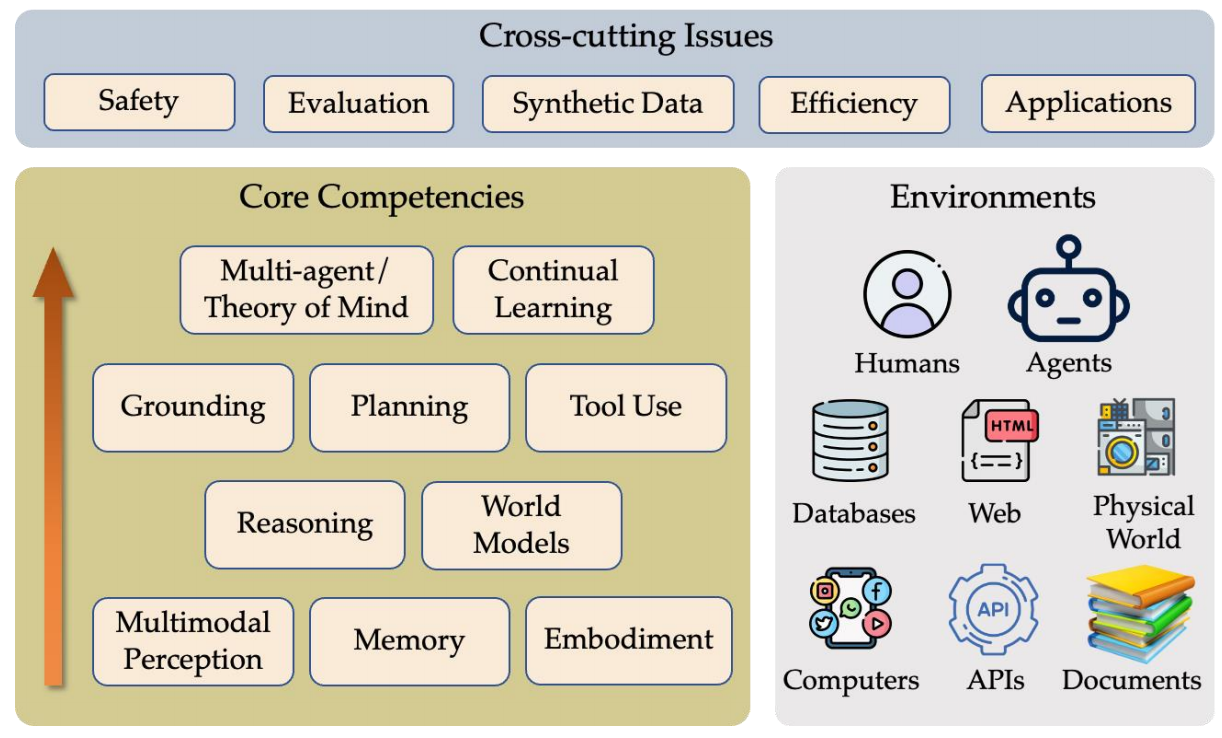 Cross-cutting Issues
Safety
Evaluation
Synthetic Data
Efficiency
Applications
Core Competencies
Multi-agent/
Theory of Mind
Continual
Learning
Grounding
Planning
Tool Use
Reasoning
World
Models
Multimodal
Perception
Memory
Embodiment
Environments
Humans
Agents
HTML
{==}
Databases
Web
Physical
World
API
Computers
APIs
Documents